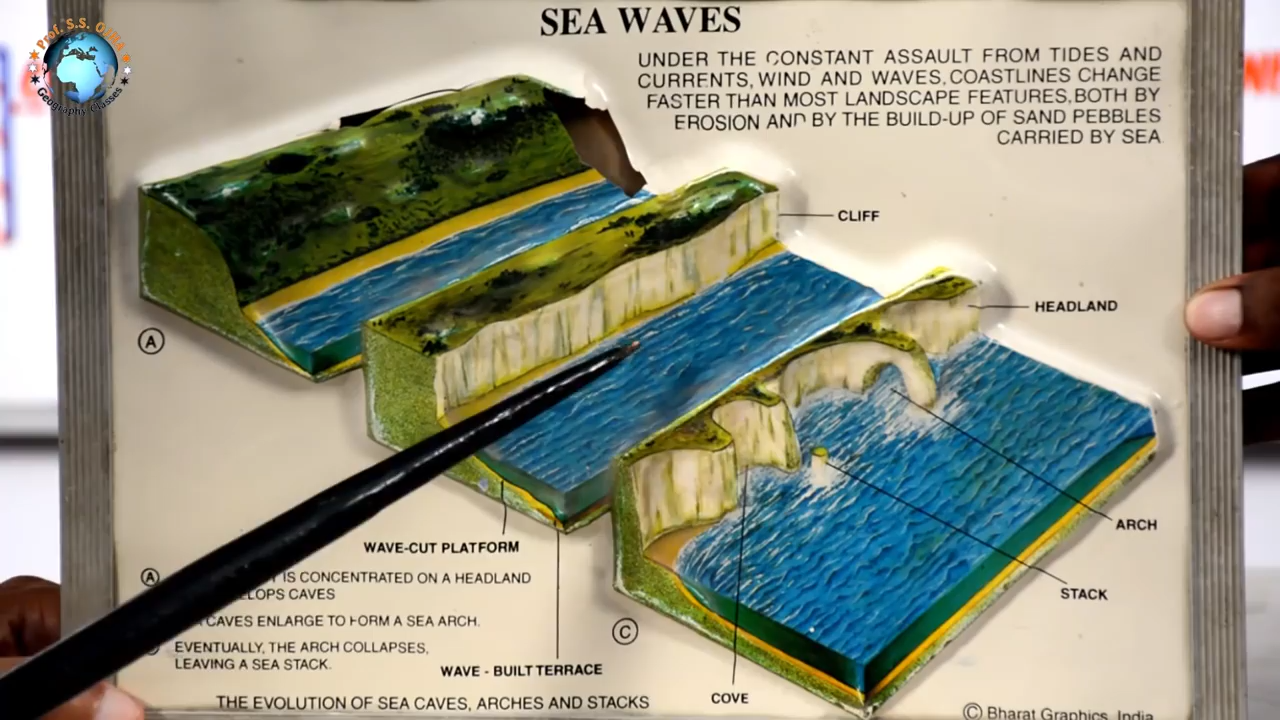 Prof. S.S. OJHA
Geography Classes
SEA WAVES
UNDER THE CONSTANT ASSAULT FROM TIDES AND
CURRENTS, WIND AND WAVES, COASTLINES CHANGE
FASTER THAN MOST LANDSCAPE FEATURES, BOTH BY
EROSION AND BY THE BUILD-UP OF SAND PEBBLES
CARRIED BY SEA.
CLIFF
HEADLAND
A
ARCH
STACK
WAVE-CUT PLATFORM
A
IS CONCENTRATED ON A HEADLAND
CAVES
CAVES ENLARGE TO FORM A SEA ARCH.
C
EVENTUALLY, THE ARCH COLLAPSES,
LEAVING A SEA STACK.
WAVE - BUILT TERRACE
COVE
THE EVOLUTION OF SEA CAVES, ARCHES AND STACKS
© Bharat Graphics, India